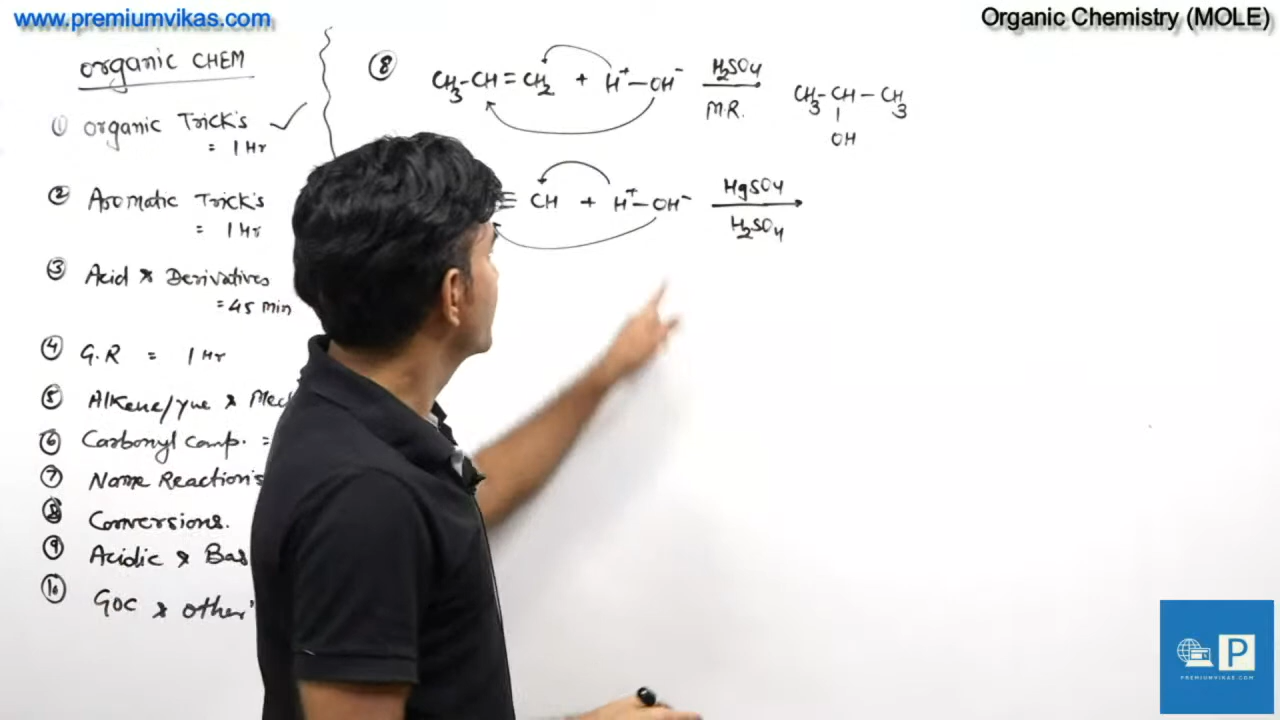 www.premiumvikas.com
Organic Chemistry (MOLE)
Organic CHEM
① Organic Trick's
= 1 Hr
② Aromatic Trick's
= 1 Hr
③ Acid & Derivatives
= 45 min
④ G.R = 1 Hr
⑤ Alkene/yne &
⑥ Carbonyl Comp. =
⑦ Name Reaction's
⑧ Conversions.
⑨ Acidic &
⑩ GOC & other'
⑧ CH3-CH=CH2 + H+—OH- H2SO4 CH3-CH—CH3
M.R.
OH
≡ CH + H+—OH- HgSO4
H2SO4
P
PREMIUMVIKAS.COM